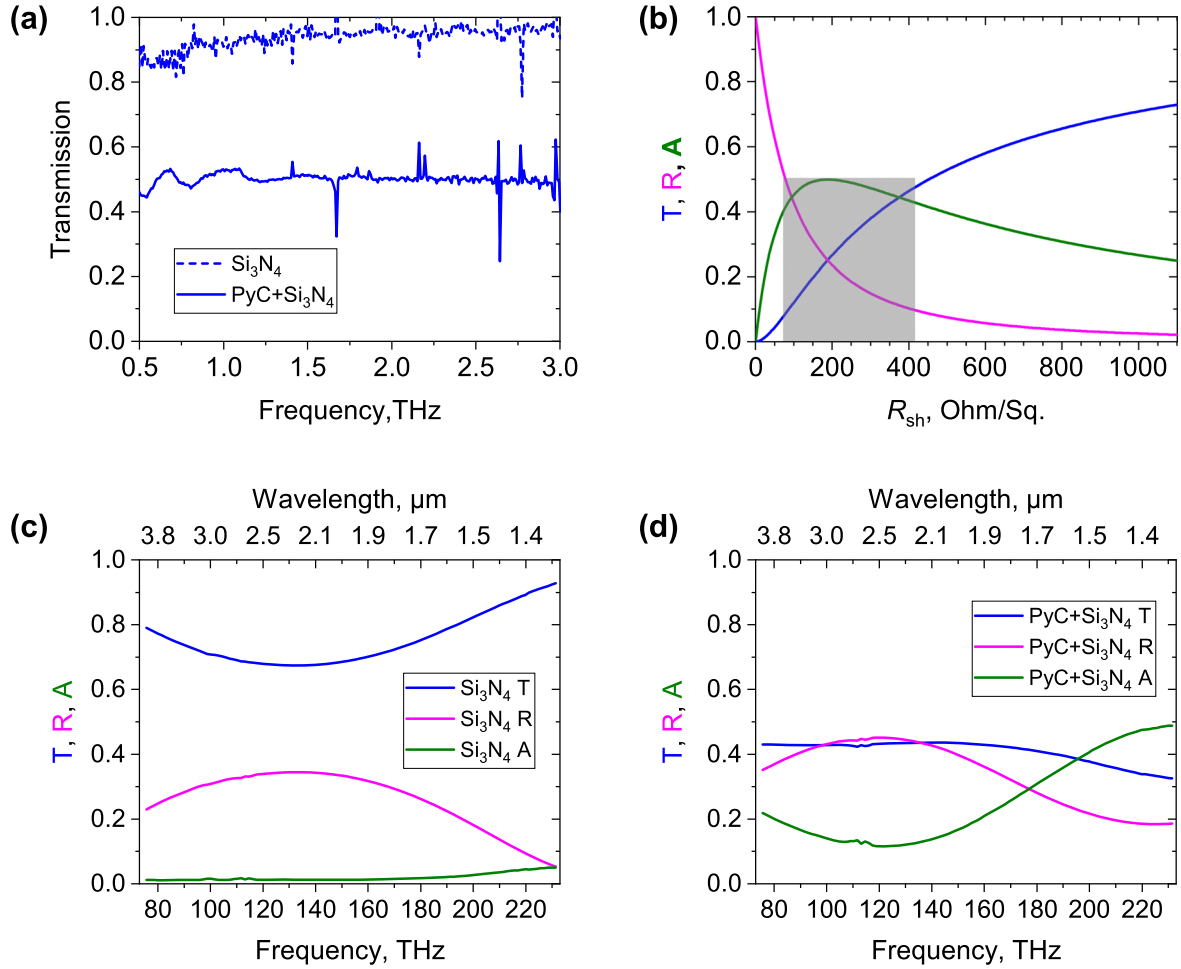 (a)
Transmission
1.0
0.8
0.6
0.4
0.2
0.0
Si₃N₄
PyC+Si₃N₄
0.5 1.0 1.5 2.0 2.5 3.0
Frequency,THz
(b)
T, R, A
1.0
0.8
0.6
0.4
0.2
0.0
0 200 400 600 800 1000
Rsh, Ohm/Sq.
(c)
Wavelength, µm
3.8 3.0 2.5 2.1 1.9 1.7 1.5 1.4
T, R, A
1.0
0.8
0.6
0.4
0.2
0.0
Si₃N₄ T
Si₃N₄ R
Si₃N₄ A
80 100 120 140 160 180 200 220
Frequency, THz
(d)
Wavelength, µm
3.8 3.0 2.5 2.1 1.9 1.7 1.5 1.4
T, R, A
1.0
0.8
0.6
0.4
0.2
0.0
PyC+Si₃N₄ T
PyC+Si₃N₄ R
PyC+Si₃N₄ A
80 100 120 140 160 180 200 220
Frequency, THz